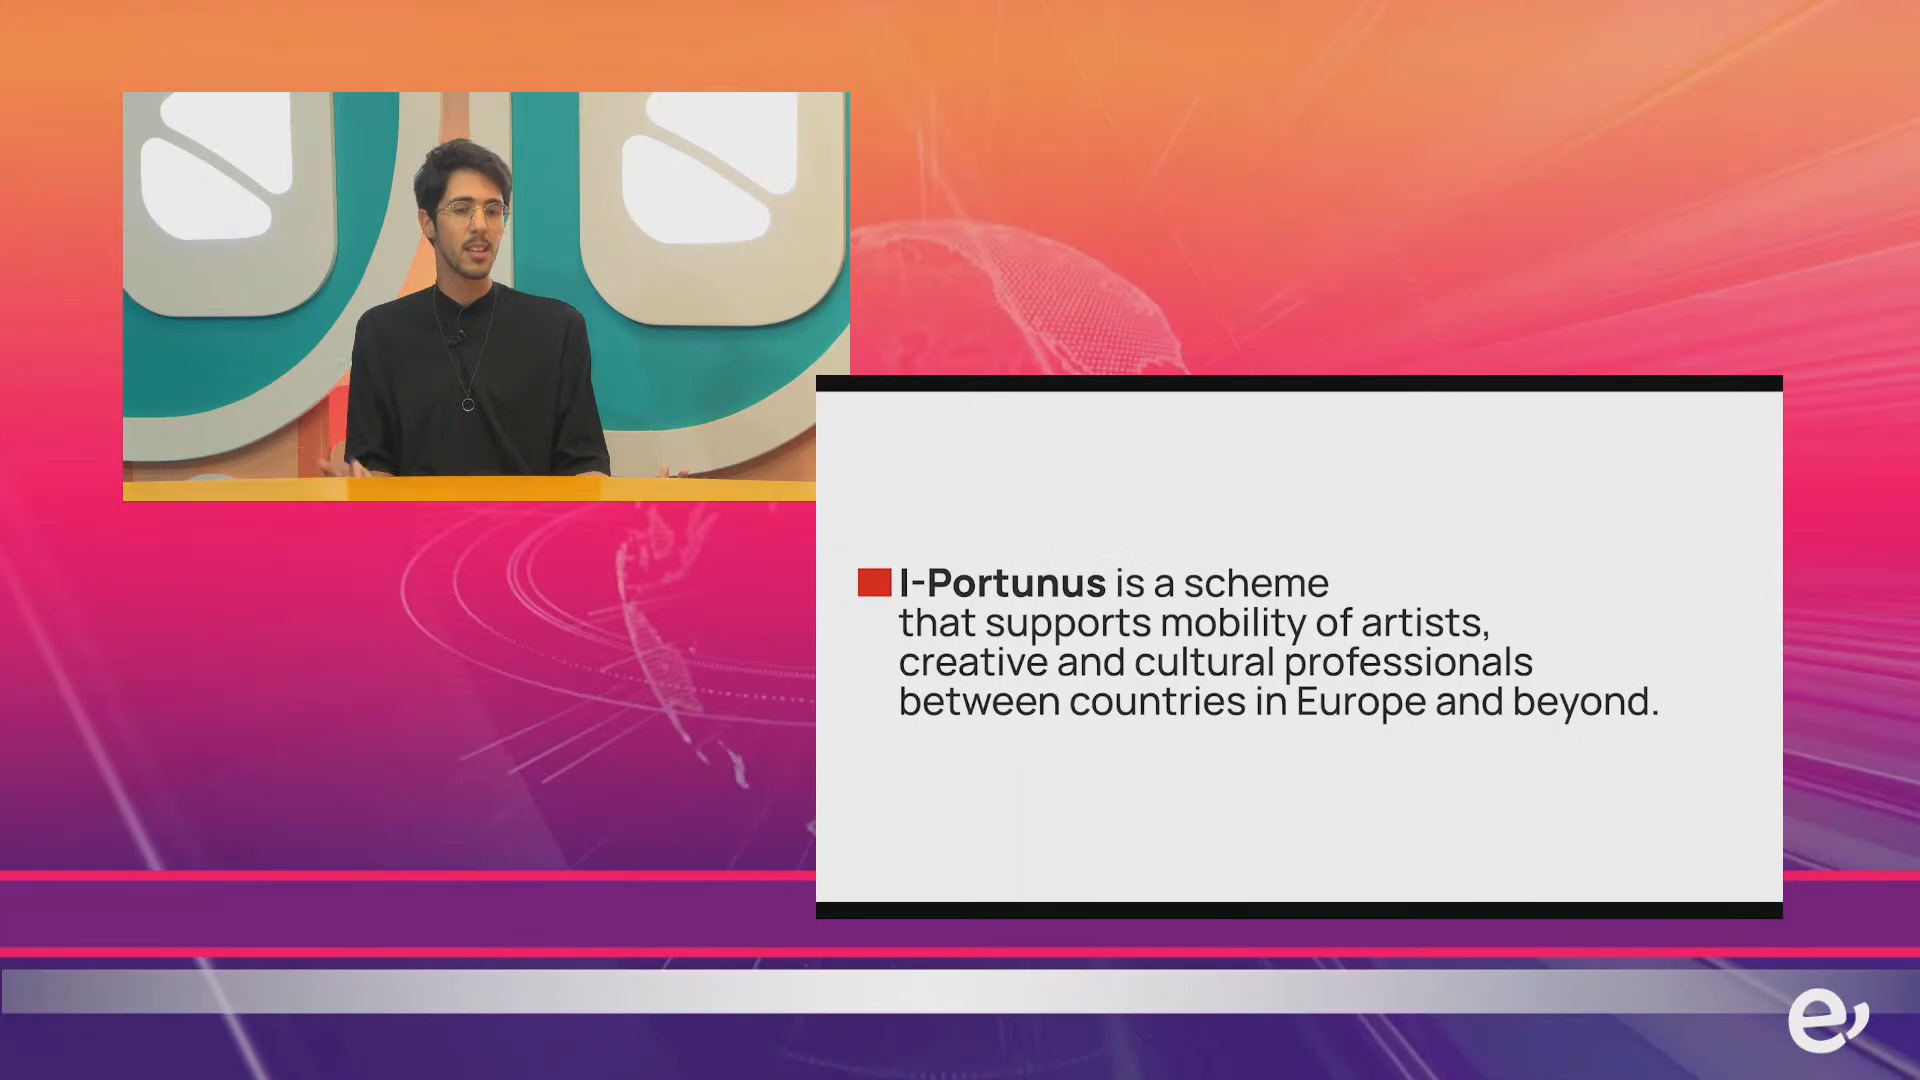 I-Portunus is a scheme
that supports mobility of artists,
creative and cultural professionals
between countries in Europe and beyond.
e